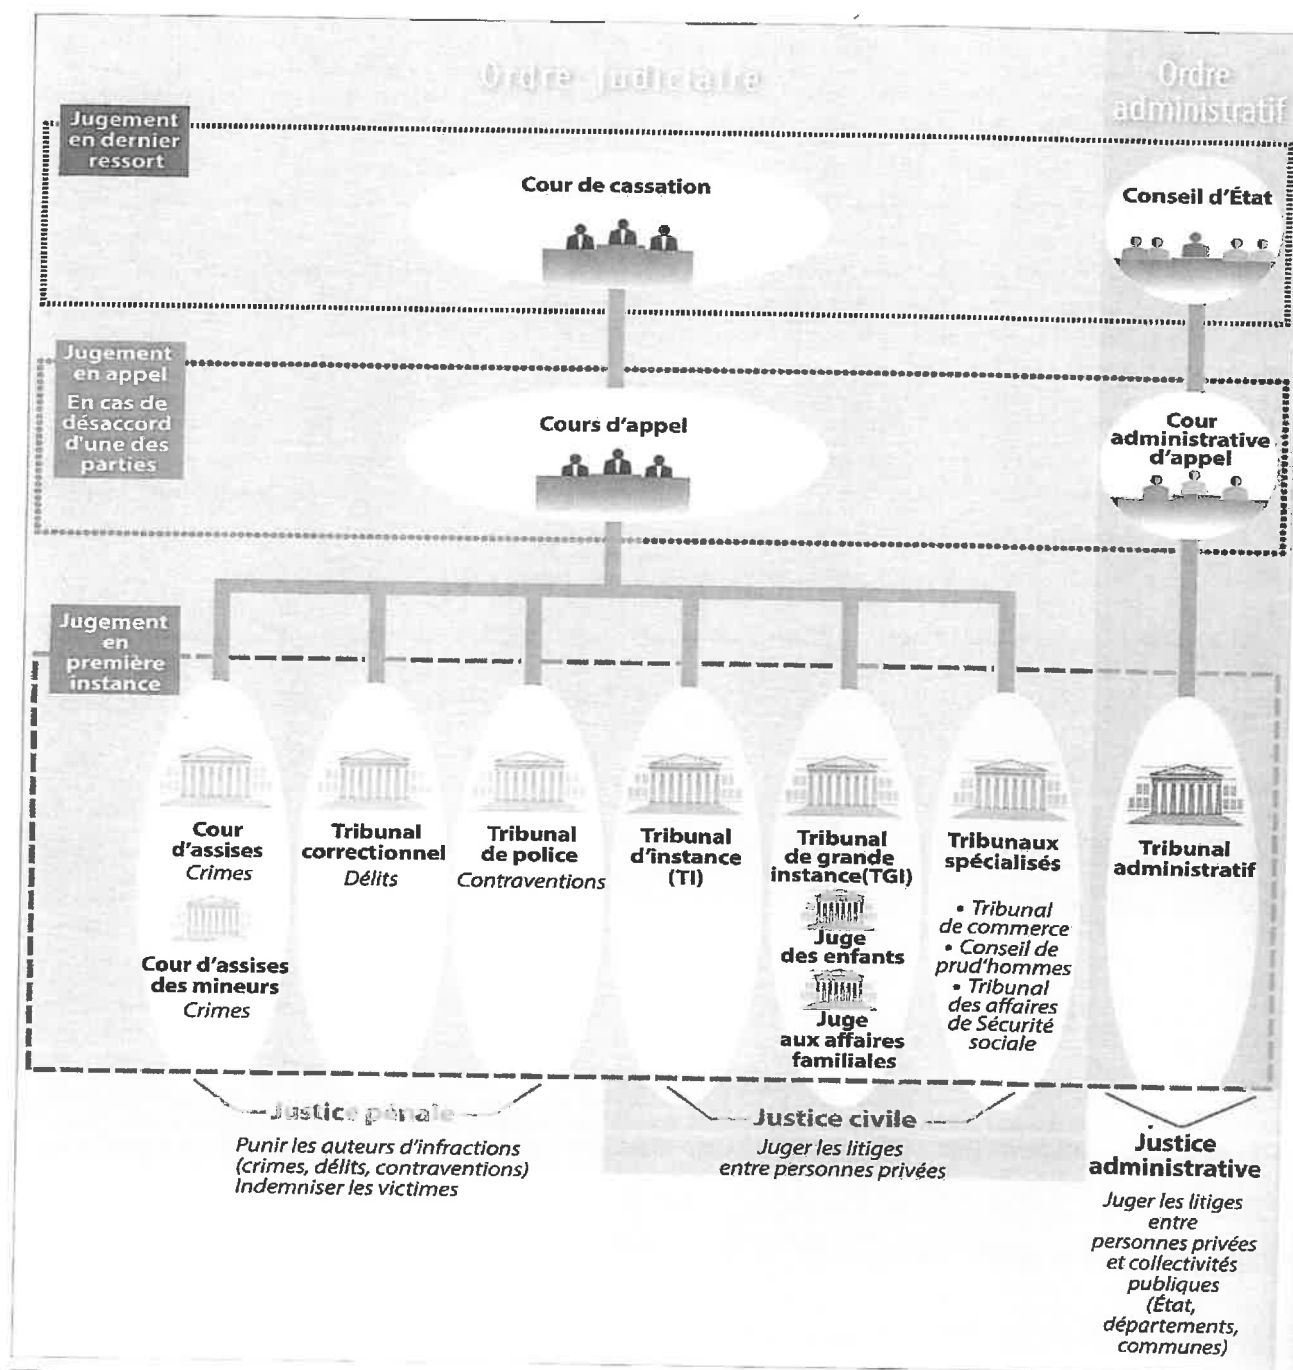 Ordre judiciaire
Ordre
administratif
Jugement
en dernier
ressort
Cour de cassation
Conseil d'État
Jugement
en appel
En cas de
désaccord
d'une des
parties
Cours d'appel
Cour
administrative
d'appel
Jugement
en
première
instance
Cour
d'assises
Crimes
Cour d'assises
des mineurs
Crimes
Tribunal
correctionnel
Délits
Tribunal
de police
Contraventions
Tribunal
d'instance
(TI)
Tribunal
de grande
instance(TGI)
Juge
des enfants
Juge
aux affaires
familiales
Tribunaux
spécialisés
• Tribunal
de commerce
• Conseil de
prud'hommes
• Tribunal
des affaires
de Sécurité
sociale
Tribunal
administratif
Justice pénale
Punir les auteurs d'infractions
(crimes, délits, contraventions)
Indemniser les victimes
Justice civile
Juger les litiges
entre personnes privées
Justice
administrative
Juger les litiges
entre
personnes privées
et collectivités
publiques
(État,
départements,
communes)